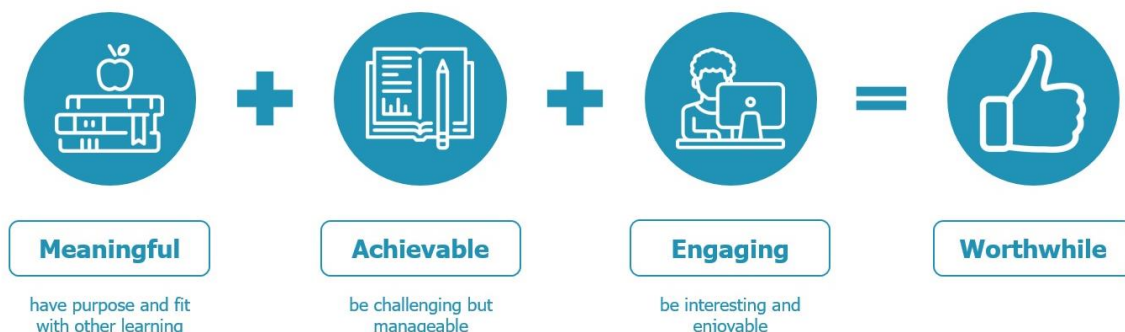 Meaningful
Achievable
Engaging
Worthwhile
have purpose and fit
with other learning
be challenging but
manageable
be interesting and
enjoyable